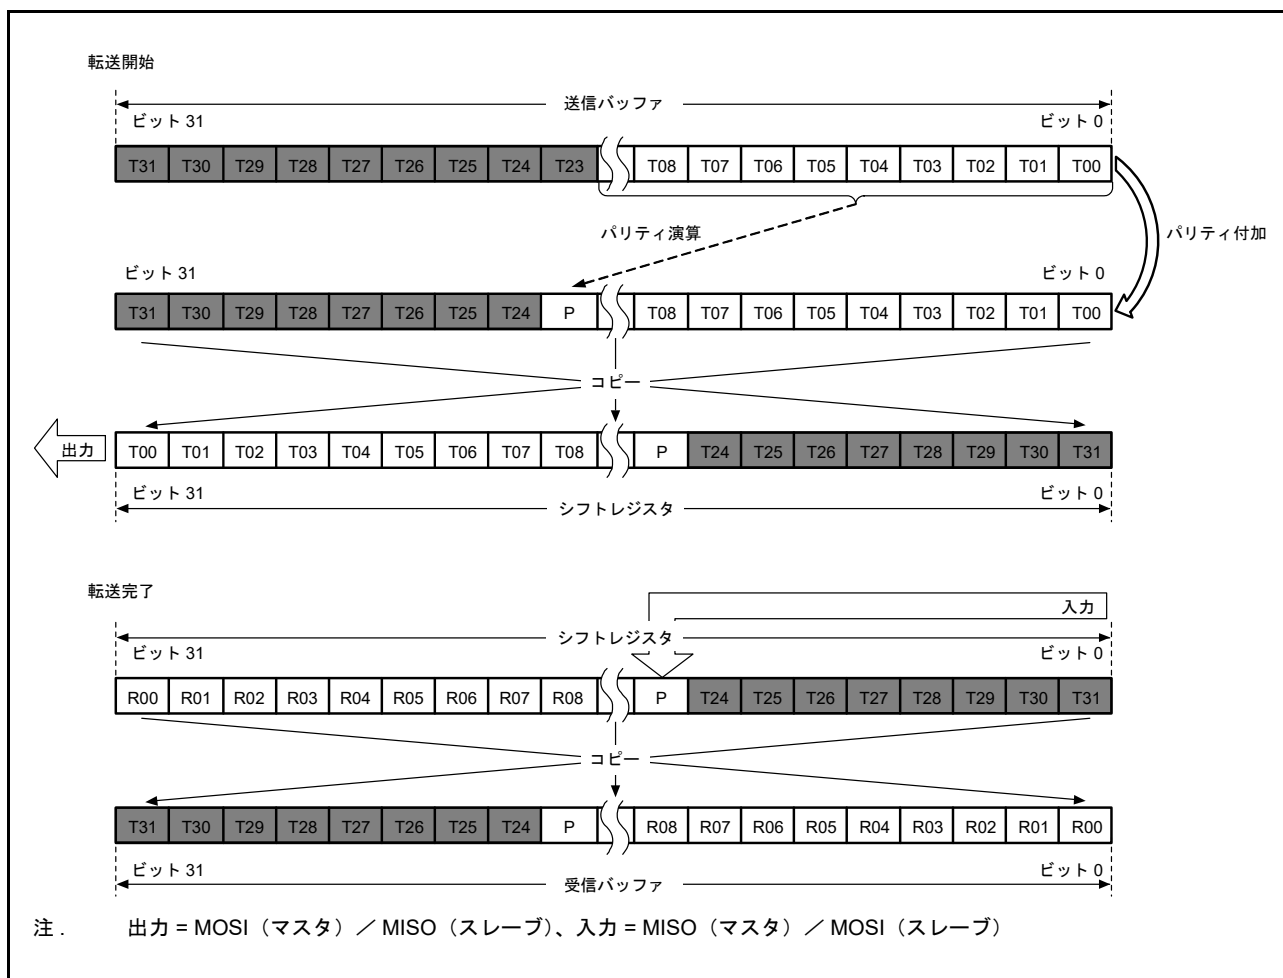 転送開始
送信バッファ
ビット 31 ビット 0
T31 T30 T29 T28 T27 T26 T25 T24 T23 T08 T07 T06 T05 T04 T03 T02 T01 T00
パリティ演算 パリティ付加
ビット 31 ビット 0
T31 T30 T29 T28 T27 T26 T25 T24 P T08 T07 T06 T05 T04 T03 T02 T01 T00
コピー
出力 T00 T01 T02 T03 T04 T05 T06 T07 T08 P T24 T25 T26 T27 T28 T29 T30 T31
ビット 31 ビット 0
シフトレジスタ
転送完了
入力
シフトレジスタ
ビット 31 ビット 0
R00 R01 R02 R03 R04 R05 R06 R07 R08 P T24 T25 T26 T27 T28 T29 T30 T31
コピー
T31 T30 T29 T28 T27 T26 T25 T24 P R08 R07 R06 R05 R04 R03 R02 R01 R00
ビット 31 ビット 0
受信バッファ
注 . 出力 = MOSI（マスタ）／ MISO（スレーブ）、入力 = MISO（マスタ）／ MOSI（スレーブ）